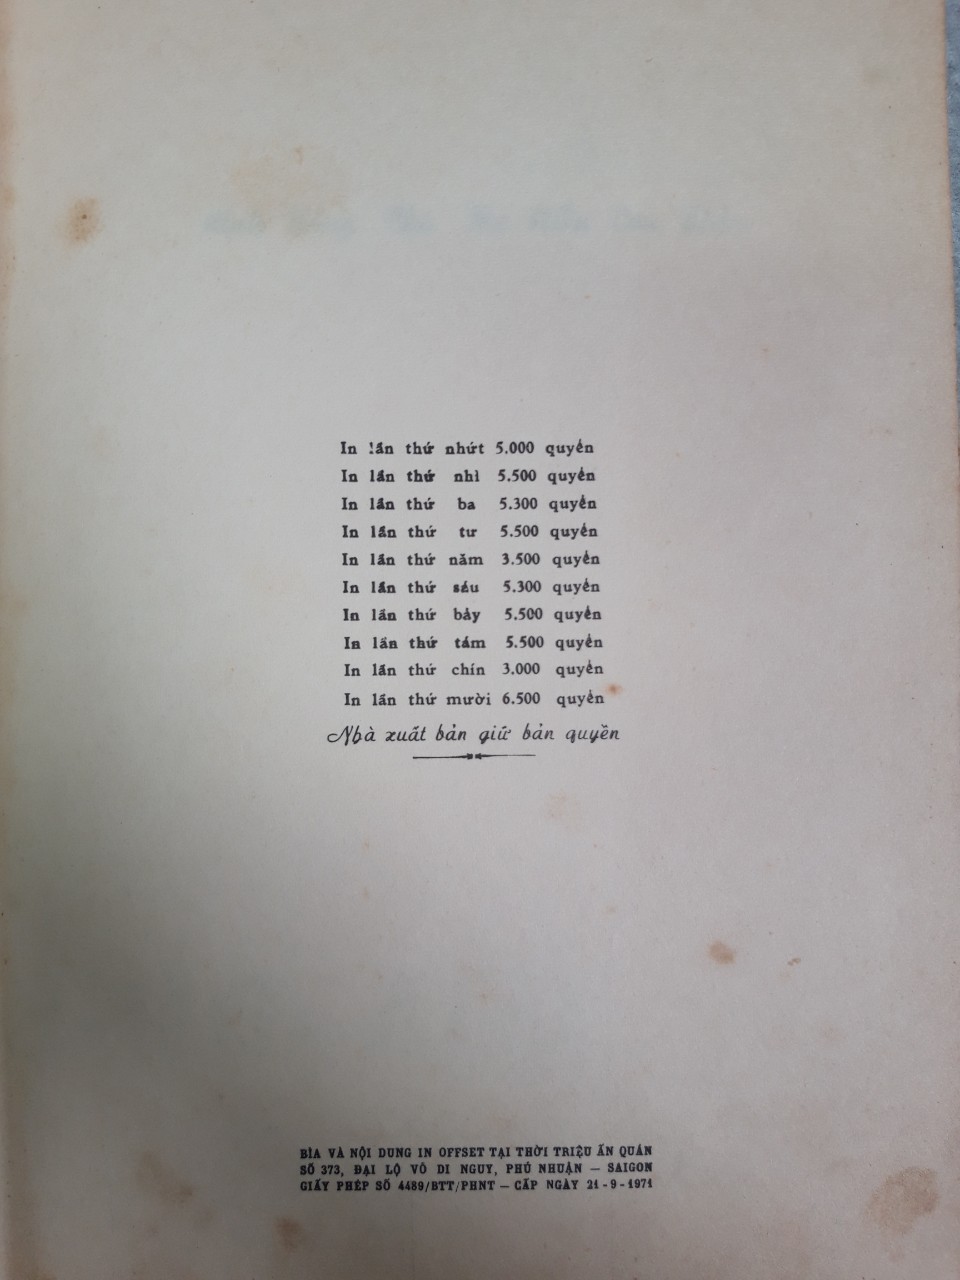 In lần thứ nhứt 5.000 quyển
In lần thứ nhì 5.500 quyển
In lần thứ ba 5.300 quyển
In lần thứ tư 5.500 quyển
In lần thứ năm 3.500 quyển
In lần thứ sáu 5.300 quyển
In lần thứ bảy 5.500 quyển
In lần thứ tám 5.500 quyển
In lần thứ chín 3.000 quyển
In lần thứ mười 6.500 quyển
Nhà xuất bản giữ bản quyền
BÌA VÀ NỘI DUNG IN OFFSET TẠI THỜI TRIỆU ẤN QUÁN
SỐ 373, ĐẠI LỘ VÕ DI NGUY, PHÚ NHUẬN – SAIGON
GIẤY PHÉP SỐ 4489/BTT/PHNT – CẤP NGÀY 21-9-1971